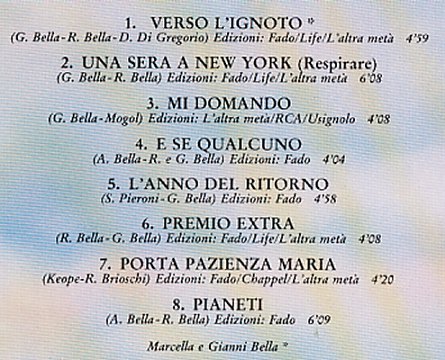 1. VERSO L'IGNOTO *
(G. Bella-R. Bella-D. Di Gregorio) Edizioni: Fado/Life/L'altra metà 4'59
2. UNA SERA A NEW YORK (Respirare)
(G. Bella-R. Bella) Edizioni: Fado/Life/L'altra metà 6'08
3. MI DOMANDO
(G. Bella-Mogol) Edizioni: L'altra metà/RCA/Usignolo 4'08
4. E SE QUALCUNO
(A. Bella-R. e G. Bella) Edizioni: Fado 4'04
5. L'ANNO DEL RITORNO
(S. Pieroni-G. Bella) Edizioni: Fado 4'58
6. PREMIO EXTRA
(R. Bella-G. Bella) Edizioni: Fado/Life/L'altra metà 4'08
7. PORTA PAZIENZA MARIA
(Keope-R. Brioschi) Edizioni: Fado/Chappel/L'altra metà 4'20
8. PIANETI
(A. Bella-R. Bella) Edizioni: Fado 6'09
Marcella e Gianni Bella *